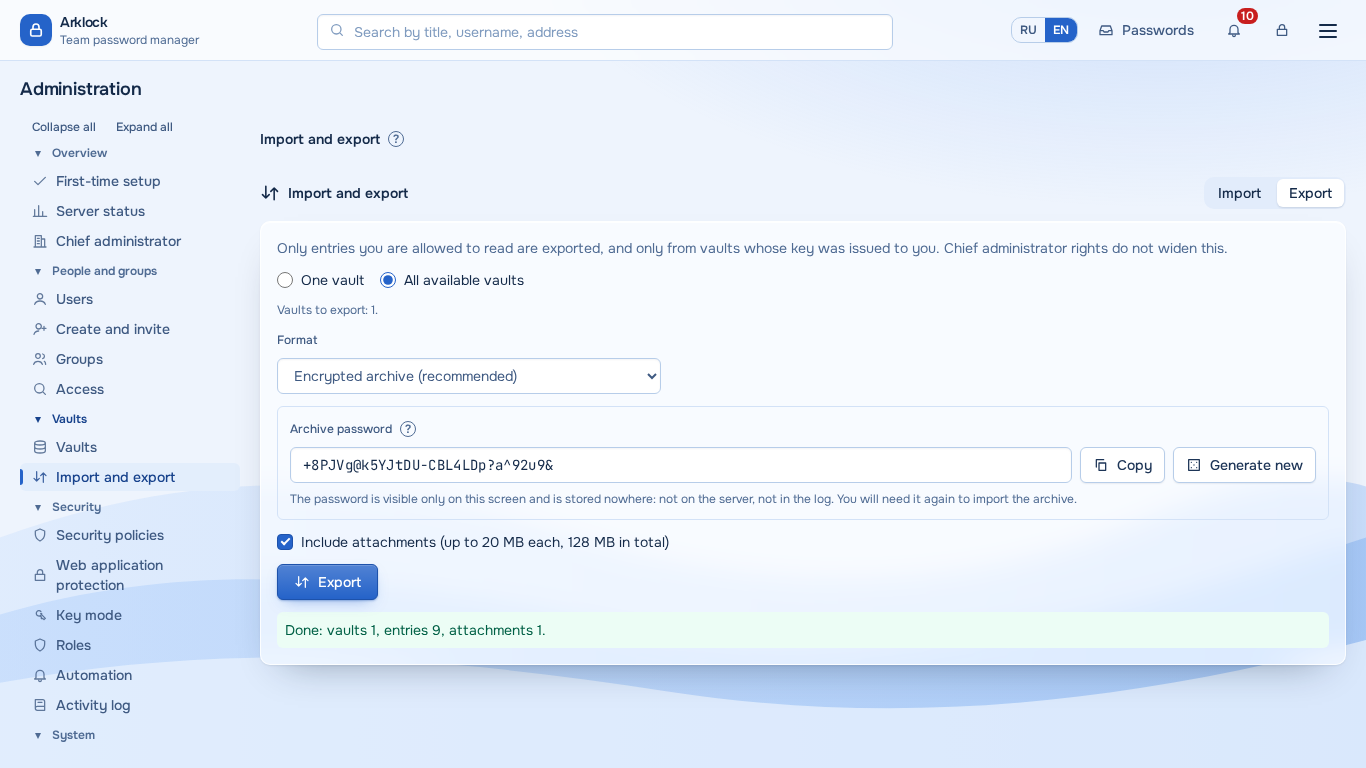 Arklock
Team password manager
Search by title, username, address
RU EN
Passwords
10
Administration
Collapse all Expand all
Overview
First-time setup
Server status
Chief administrator
People and groups
Users
Create and invite
Groups
Access
Vaults
Vaults
Import and export
Security
Security policies
Web application
protection
Key mode
Roles
Automation
Activity log
System
Import and export ?
Import and export
Import Export
Only entries you are allowed to read are exported, and only from vaults whose key was issued to you. Chief administrator rights do not widen this.
One vault All available vaults
Vaults to export: 1.
Format
Encrypted archive (recommended)
Archive password ?
+8PJVg@k5YJtDU-CBL4LDp?a^92u9&
Copy
Generate new
The password is visible only on this screen and is stored nowhere: not on the server, not in the log. You will need it again to import the archive.
Include attachments (up to 20 MB each, 128 MB in total)
Export
Done: vaults 1, entries 9, attachments 1.